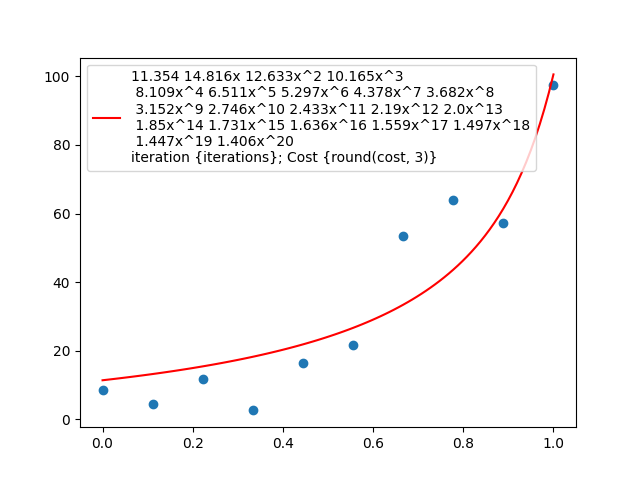 11.354 14.816x 12.633x^2 10.165x^3
8.109x^4 6.511x^5 5.297x^6 4.378x^7 3.682x^8
3.152x^9 2.746x^10 2.433x^11 2.19x^12 2.0x^13
1.85x^14 1.731x^15 1.636x^16 1.559x^17 1.497x^18
1.447x^19 1.406x^20
iteration {iterations}; Cost {round(cost, 3)}
100
80
60
40
20
0
0.0 0.2 0.4 0.6 0.8 1.0